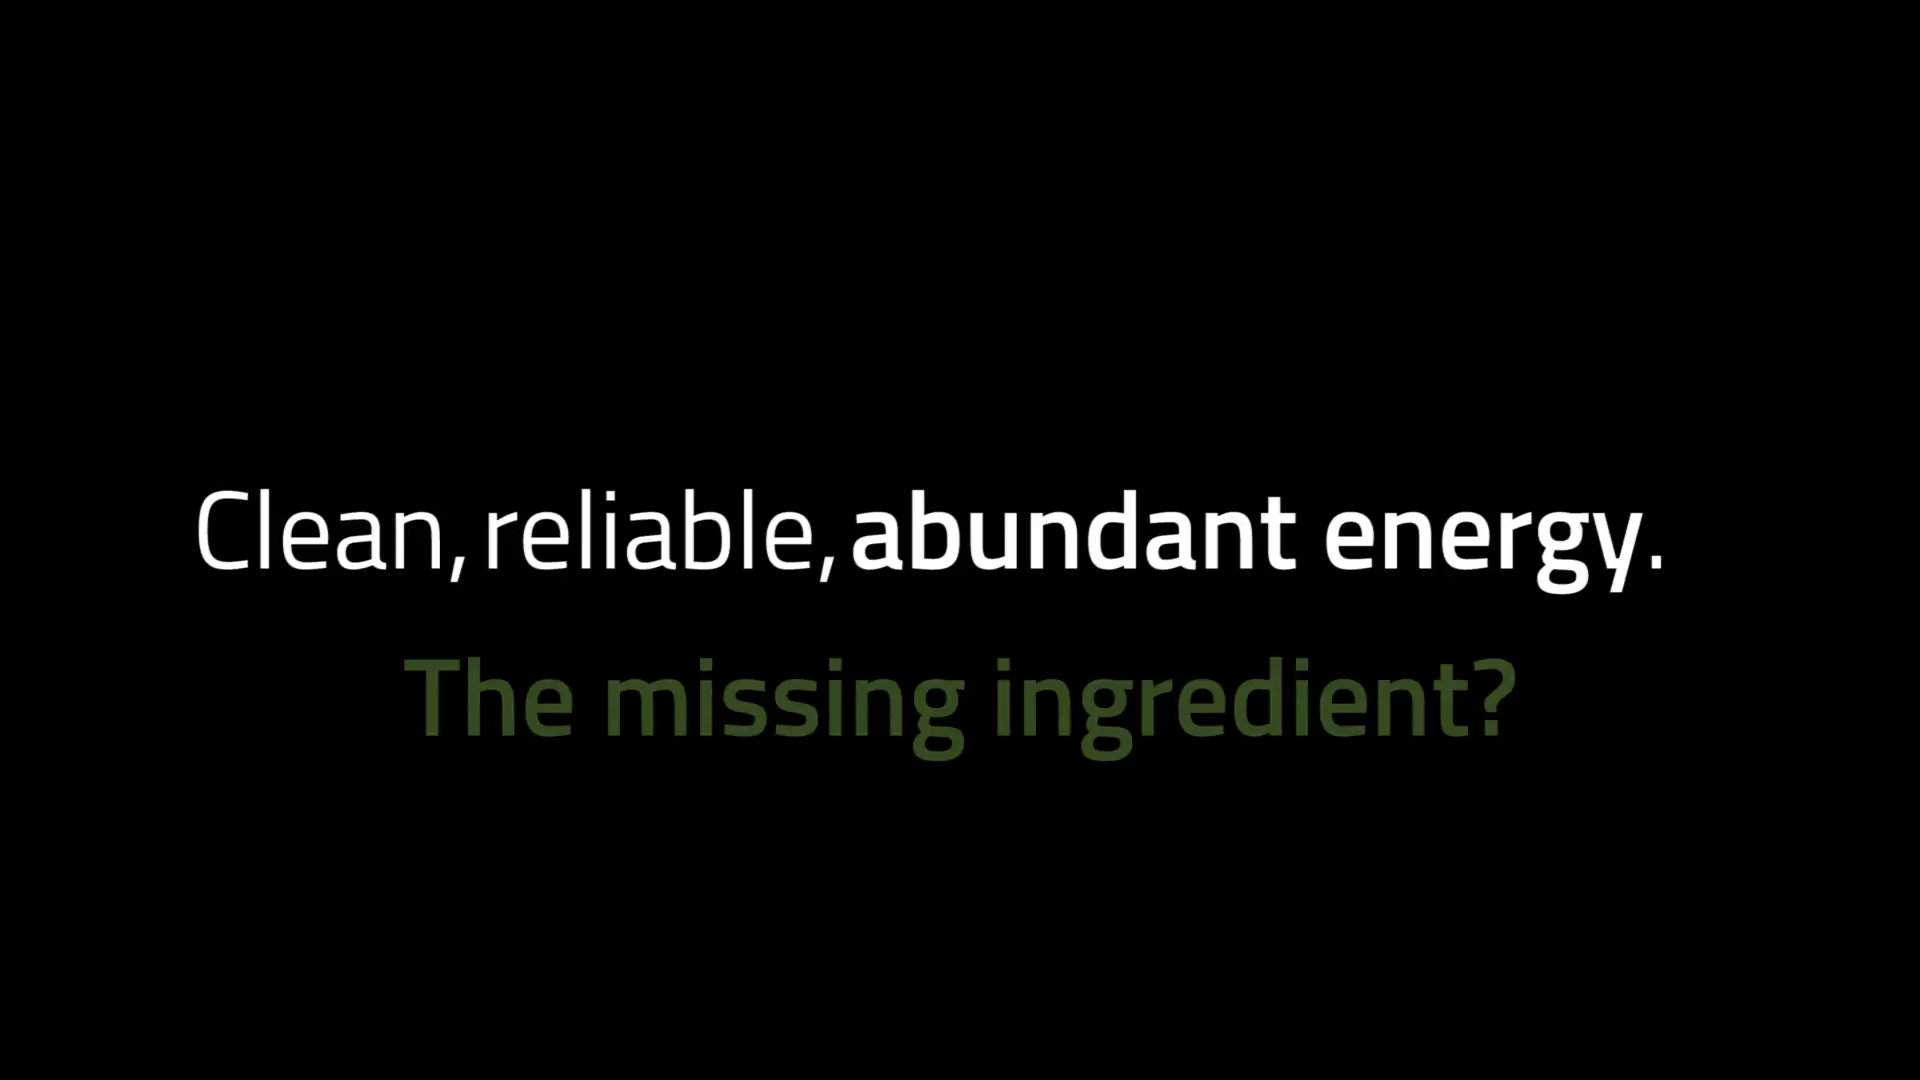 Clean, reliable, abundant energy.
The missing ingredient?